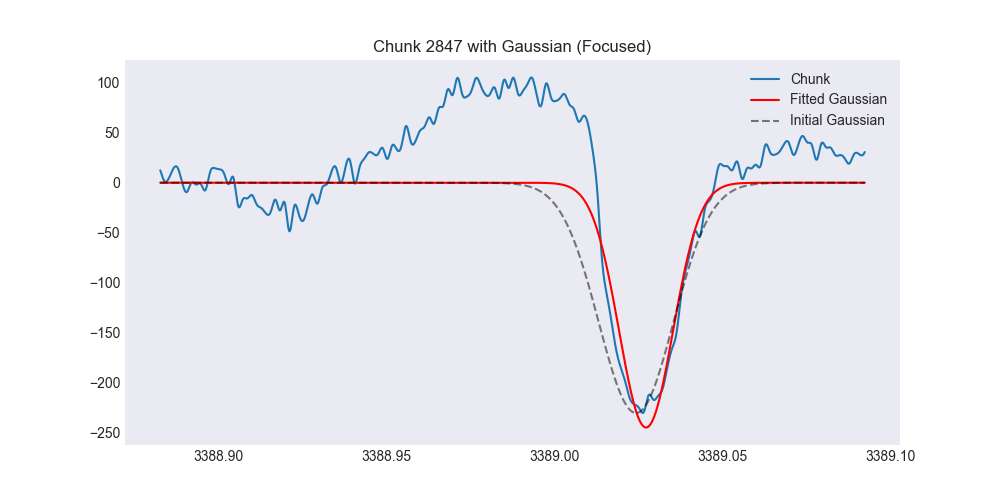 Chunk 2847 with Gaussian (Focused)
Chunk
Fitted Gaussian
Initial Gaussian
100
50
0
−50
−100
−150
−200
−250
3388.90 3388.95 3389.00 3389.05 3389.10